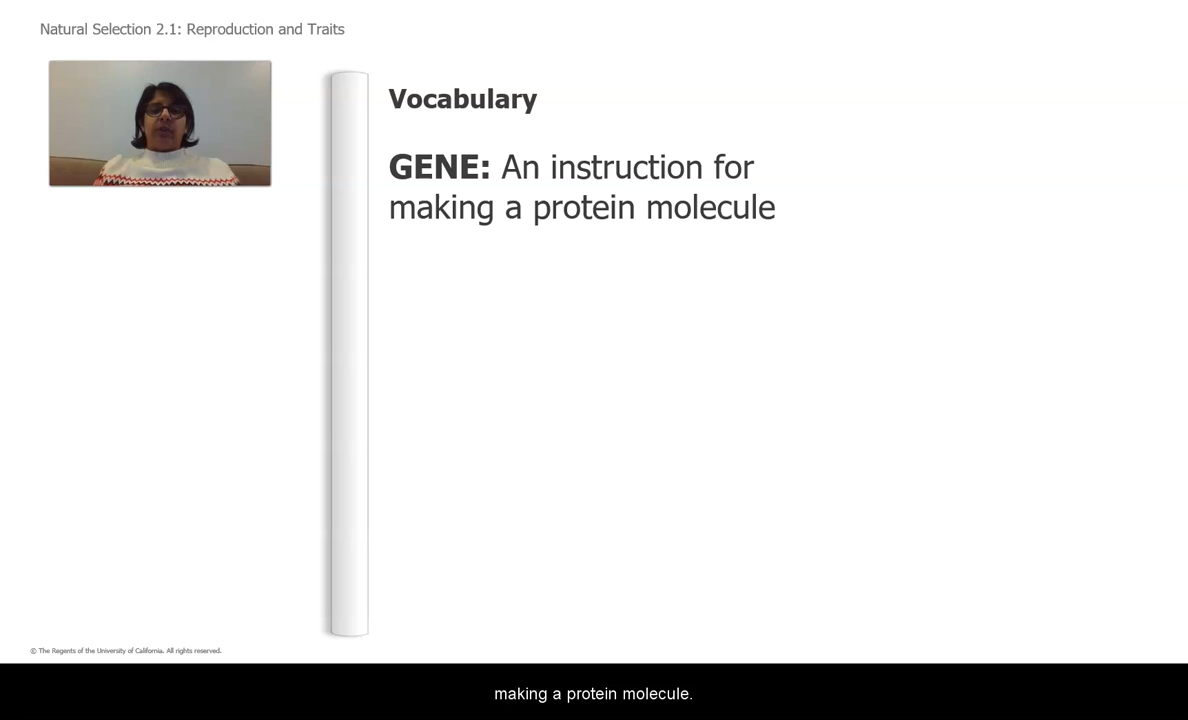 Natural Selection 2.1: Reproduction and Traits
Vocabulary
GENE: An instruction for
making a protein molecule
© The Regents of the University of California. All rights reserved.
making a protein molecule.